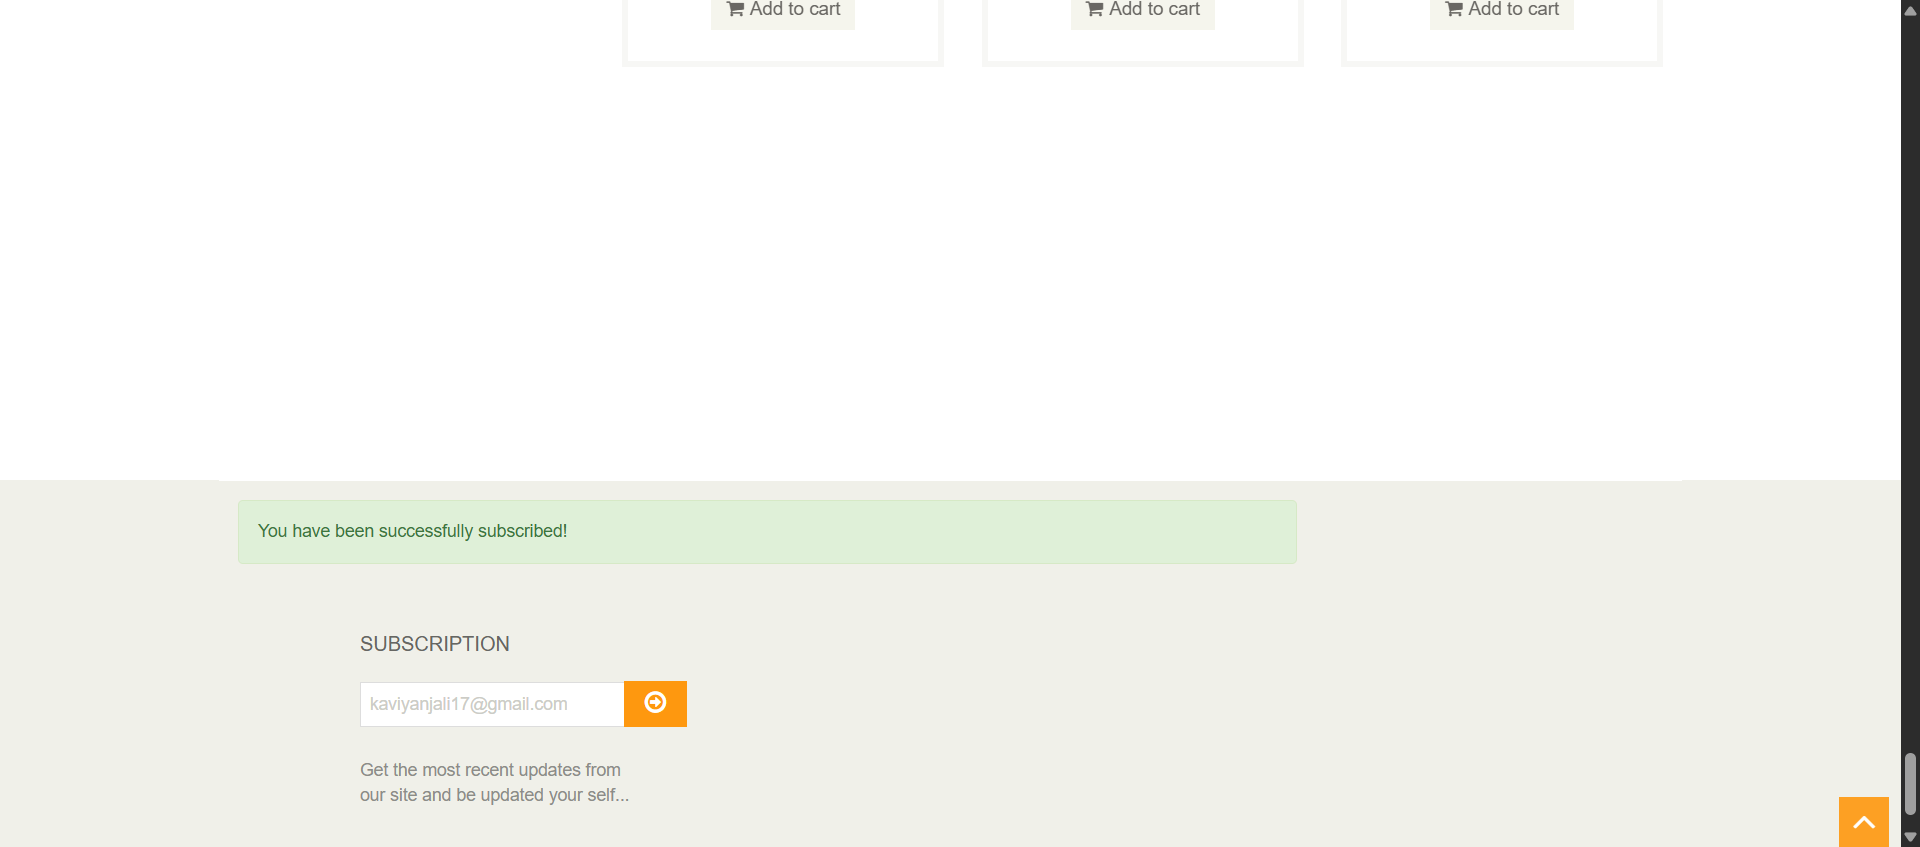 Add to cart Add to cart Add to cart
You have been successfully subscribed!
SUBSCRIPTION
kaviyanjali17@gmail.com
Get the most recent updates from
our site and be updated your self...